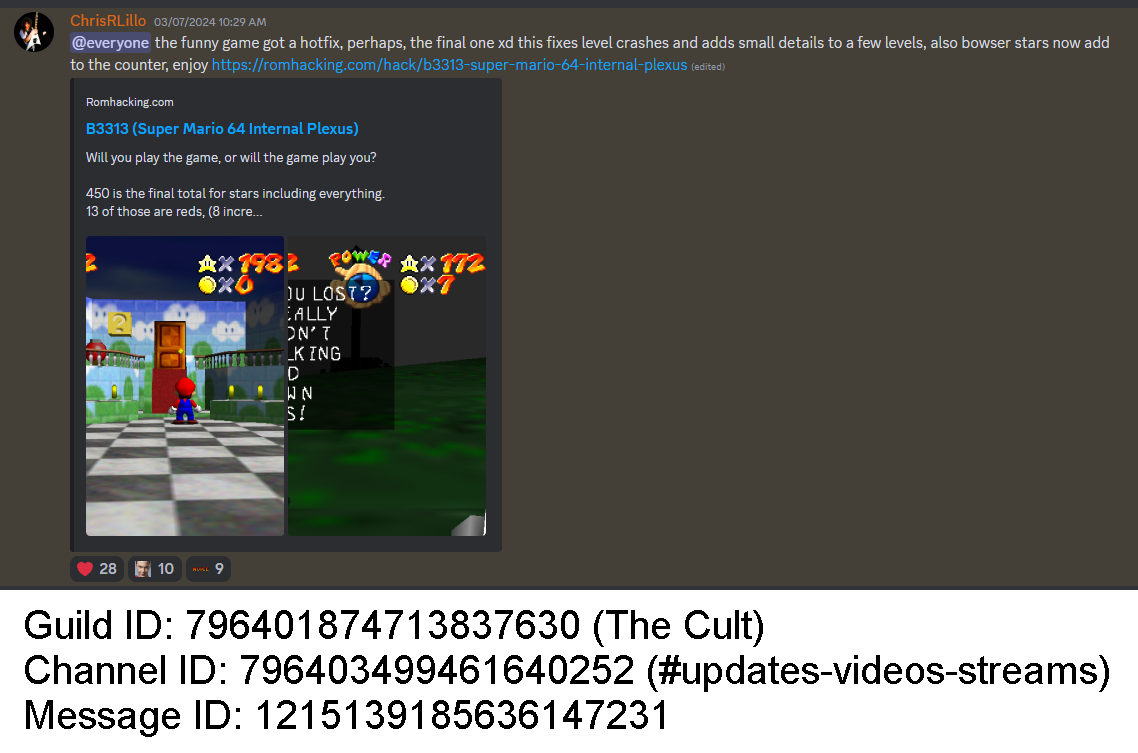 ChrisRLillo 03/07/2024 10:29 AM
@everyone the funny game got a hotfix, perhaps, the final one xd this fixes level crashes and adds small details to a few levels, also bowser stars now add
to the counter, enjoy https://romhacking.com/hack/b3313-super-mario-64-internal-plexus (edited)
Romhacking.com
B3313 (Super Mario 64 Internal Plexus)
Will you play the game, or will the game play you?
450 is the final total for stars including everything.
13 of those are reds, (8 incre...
2 × 198
× 0
2 POWER × 172
× 7
OU LOST?
EALLY
ON'T
LKING
D
WN
S!
28 10 9
Guild ID: 796401874713837630 (The Cult)
Channel ID: 796403499461640252 (#updates-videos-streams)
Message ID: 1215139185636147231